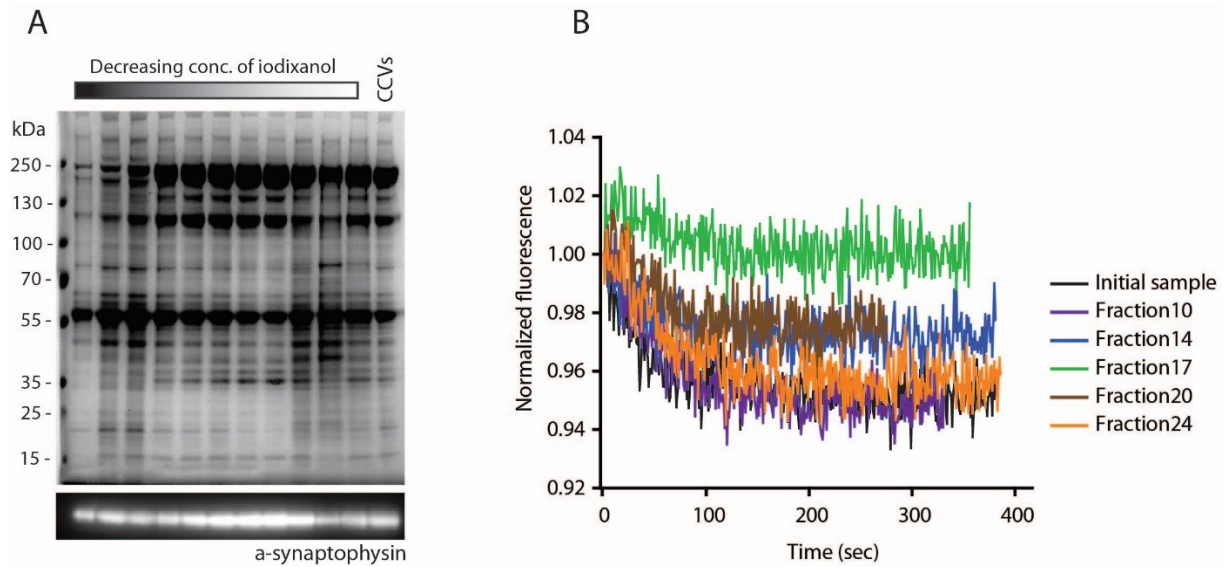 A
Decreasing conc. of iodixanol
CCVs
kDa
250 -
130 -
100 -
70 -
55 -
35 -
25 -
15 -
a-synaptophysin
B
1.04
1.02
1.00
0.98
0.96
0.94
0.92
Normalized fluorescence
0
100
200
300
400
Time (sec)
Initial sample
Fraction10
Fraction14
Fraction17
Fraction20
Fraction24